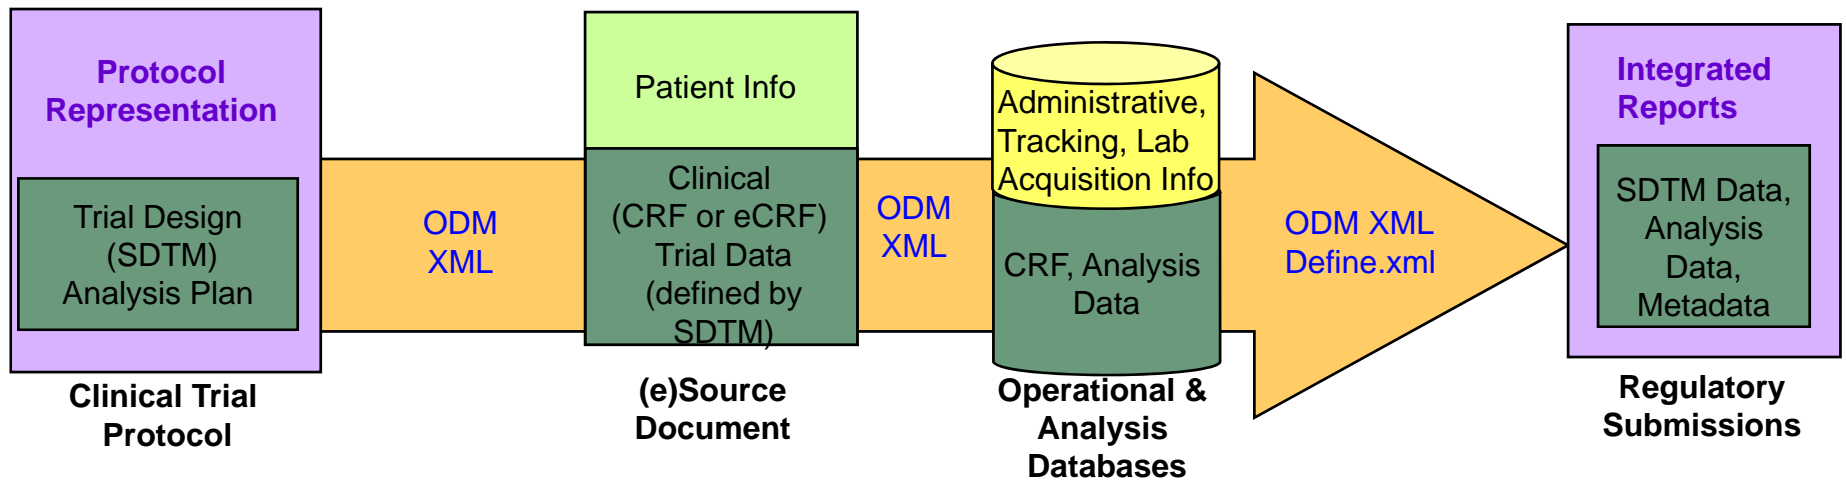 Protocol
Representation
Trial Design
(SDTM)
Analysis Plan
Clinical Trial
Protocol
ODM
XML
Patient Info
Clinical
(CRF or eCRF)
Trial Data
(defined by
SDTM)
(e)Source
Document
ODM
XML
Administrative,
Tracking, Lab
Acquisition Info
CRF, Analysis
Data
Operational &
Analysis
Databases
ODM XML
Define.xml
Integrated
Reports
SDTM Data,
Analysis
Data,
Metadata
Regulatory
Submissions